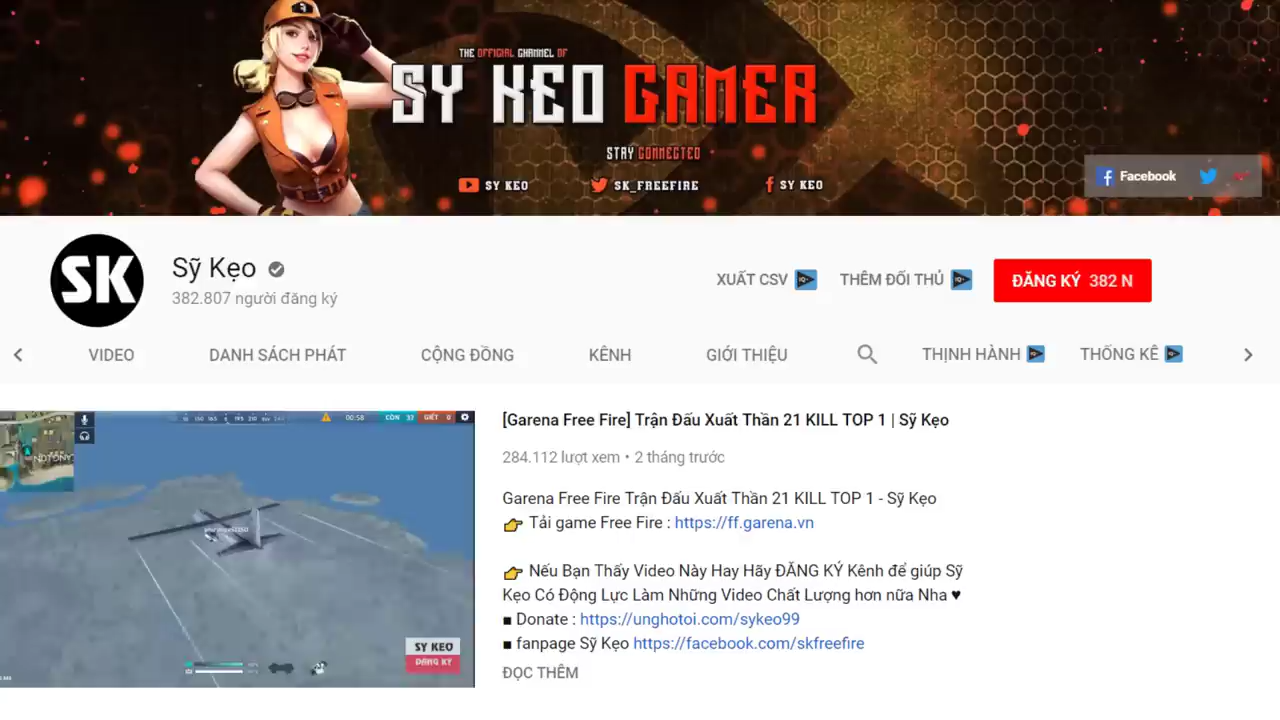 THE OFFICIAL CHANNEL OF
SY KEO GAMER
STAY CONNECTED
SY KEO SK_FREEFIRE SY KEO
Facebook
SK
Sỹ Kẹo
382.807 người đăng ký
XUẤT CSV THÊM ĐỐI THỦ ĐĂNG KÝ 382 N
VIDEO DANH SÁCH PHÁT CỘNG ĐỒNG KÊNH GIỚI THIỆU THỊNH HÀNH THỐNG KÊ
00:58 CÒN 37 GIẾT 0
SY KEO
ĐĂNG KÝ
[Garena Free Fire] Trận Đấu Xuất Thần 21 KILL TOP 1 | Sỹ Kẹo
284.112 lượt xem • 2 tháng trước
Garena Free Fire Trận Đấu Xuất Thần 21 KILL TOP 1 - Sỹ Kẹo
👉 Tải game Free Fire : https://ff.garena.vn
👉 Nếu Bạn Thấy Video Này Hay Hãy ĐĂNG KÝ Kênh để giúp Sỹ
Kẹo Có Động Lực Làm Những Video Chất Lượng hơn nữa Nha ♥
■ Donate : https://unghotoi.com/sykeo99
■ fanpage Sỹ Kẹo https://facebook.com/skfreefire
ĐỌC THÊM